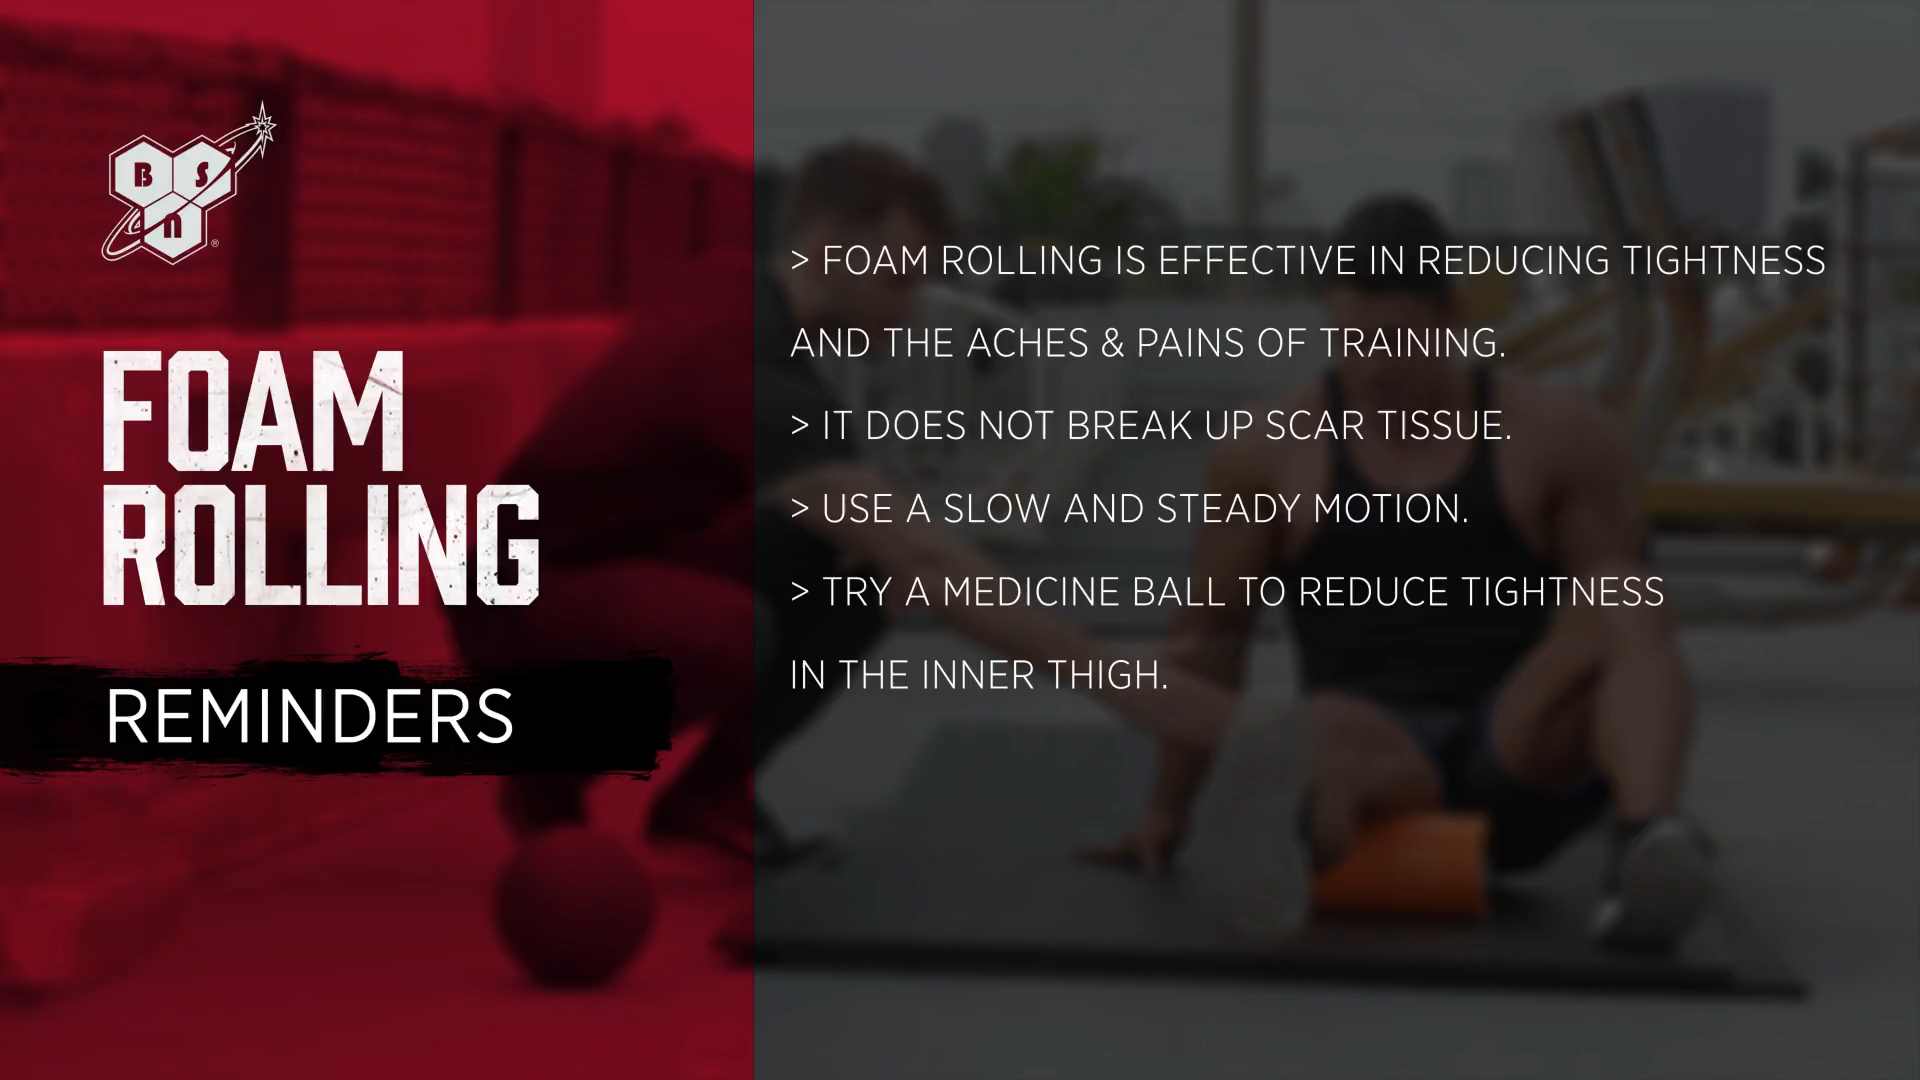 BSN®
FOAM
ROLLING
REMINDERS
> FOAM ROLLING IS EFFECTIVE IN REDUCING TIGHTNESS
AND THE ACHES & PAINS OF TRAINING.
> IT DOES NOT BREAK UP SCAR TISSUE.
> USE A SLOW AND STEADY MOTION.
> TRY A MEDICINE BALL TO REDUCE TIGHTNESS
IN THE INNER THIGH.